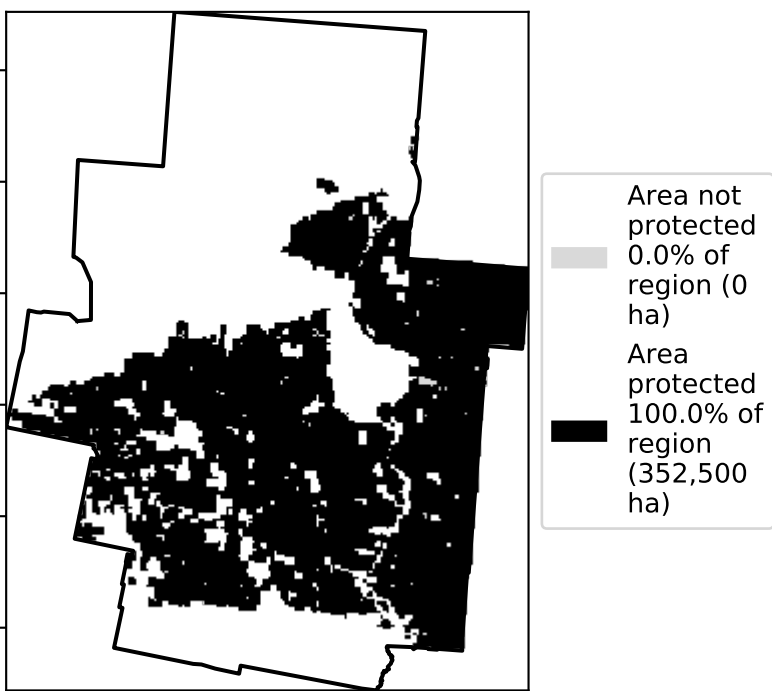 Area not
protected
0.0% of
region (0
ha)
Area
protected
100.0% of
region
(352,500
ha)